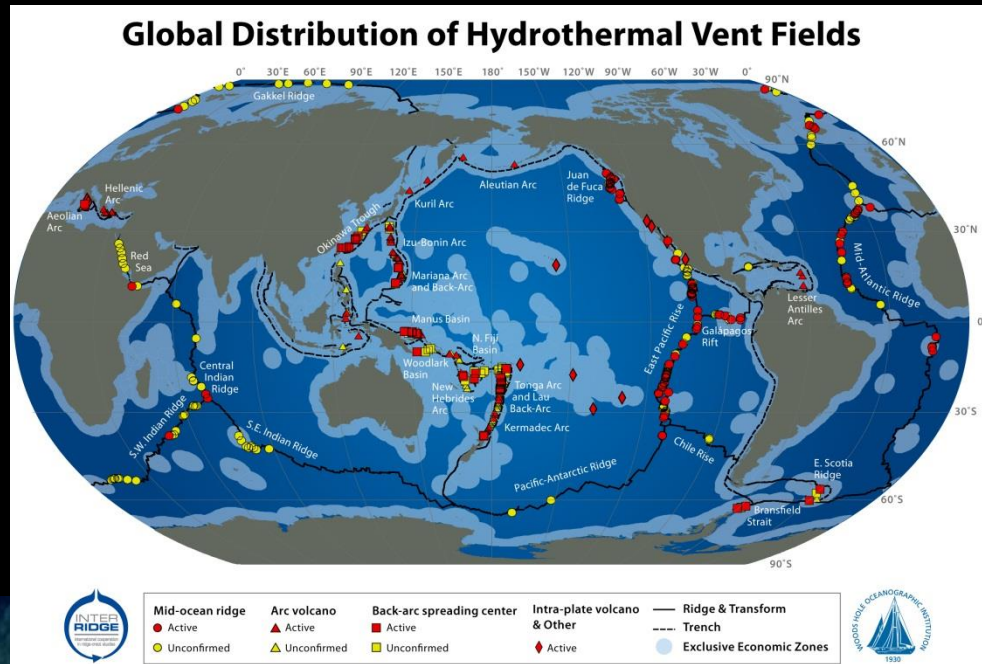 Global Distribution of Hydrothermal Vent Fields
0° 30°E 60°E 90°E 120°E 150°E 180° 150°W 120°W 90°W 60°W 30°W 0°
90°N
Gakkel Ridge
60°N
Hellenic
Arc
Aeolian
Arc
Aleutian Arc
Juan
de Fuca
Ridge
Kuril Arc
Okinawa Trough
30°N
Red
Sea
Izu-Bonin Arc
Mariana Arc
and Back-Arc
Mid-Atlantic Ridge
Lesser
Antilles
Arc
Manus Basin
Galápagos
Rift
0°
N. Fiji
Basin
Woodlark
Basin
East Pacific Rise
Central
Indian
Ridge
New
Hebrides
Arc
Tonga Arc
and Lau
Back-Arc
30°S
S.W. Indian Ridge
S.E. Indian Ridge
Kermadec Arc
Chile Rise
Pacific-Antarctic Ridge
E. Scotia
Ridge
60°S
Bransfield
Strait
90°S
INTER
RIDGE
Mid-ocean ridge
Active
Unconfirmed
Arc volcano
Active
Unconfirmed
Back-arc spreading center
Active
Unconfirmed
Intra-plate volcano
& Other
Active
Ridge & Transform
Trench
Exclusive Economic Zones
WOODS HOLE OCEANOGRAPHIC INSTITUTION
1930